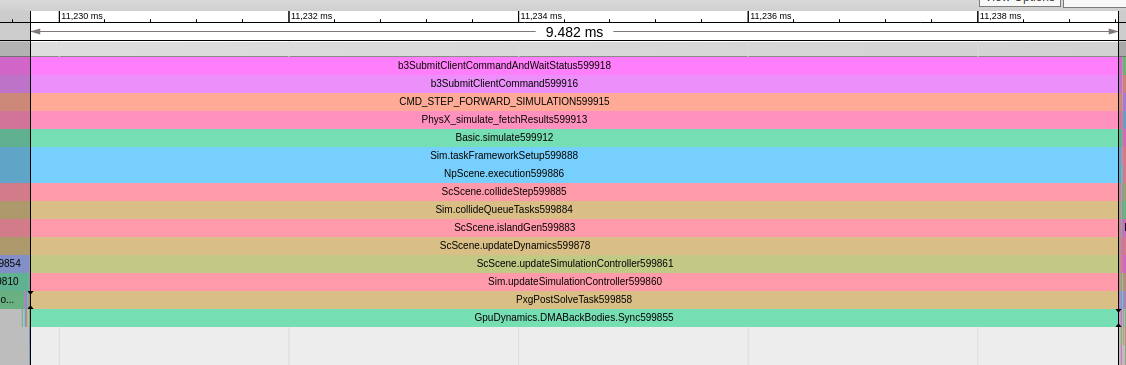 View Options
11,230 ms 11,232 ms 11,234 ms 11,236 ms 11,238 ms
9.482 ms
b3SubmitClientCommandAndWaitStatus599918
b3SubmitClientCommand599916
CMD_STEP_FORWARD_SIMULATION599915
PhysX_simulate_fetchResults599913
Basic.simulate599912
Sim.taskFrameworkSetup599888
NpScene.execution599886
ScScene.collideStep599885
Sim.collideQueueTasks599884
ScScene.islandGen599883
ScScene.updateDynamics599878
9854 ScScene.updateSimulationController599861
9810 Sim.updateSimulationController599860
o... PxgPostSolveTask599858
GpuDynamics.DMABackBodies.Sync599855